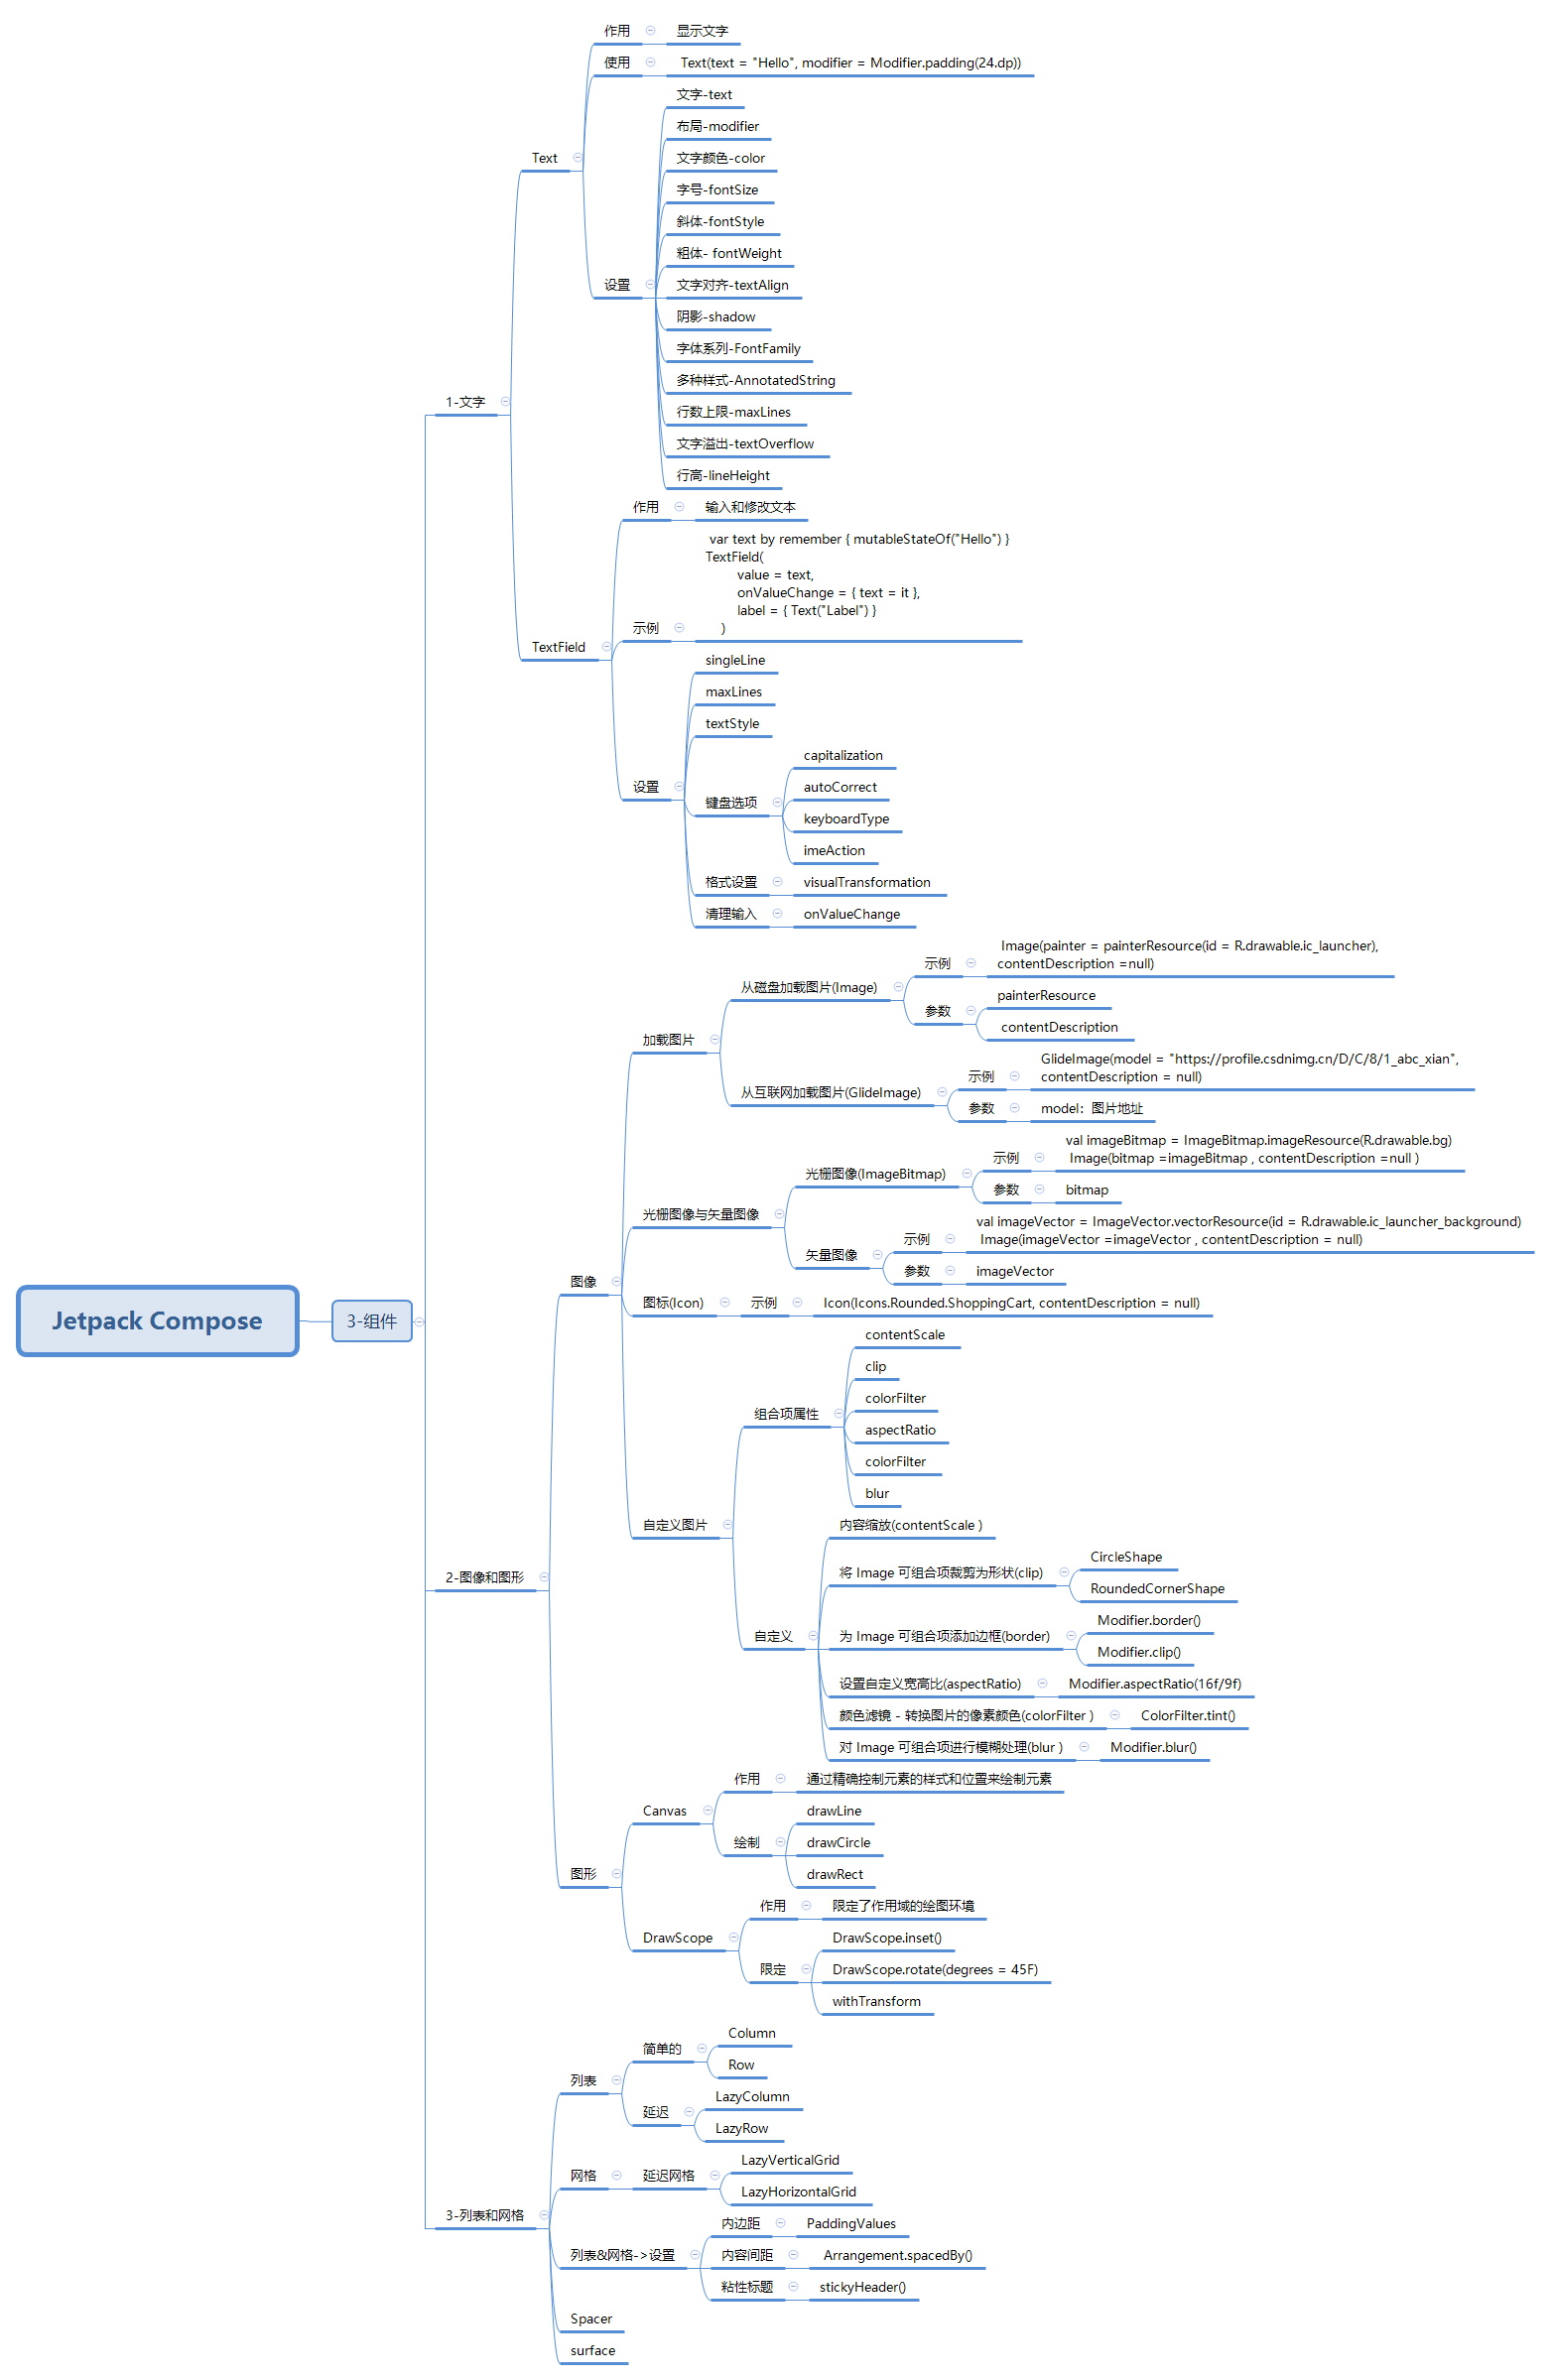 Jetpack Compose
3-组件
1-文字
Text
作用
显示文字
使用
Text(text = "Hello", modifier = Modifier.padding(24.dp))
设置
文字-text
布局-modifier
文字颜色-color
字号-fontSize
斜体-fontStyle
粗体- fontWeight
文字对齐-textAlign
阴影-shadow
字体系列-FontFamily
多种样式-AnnotatedString
行数上限-maxLines
文字溢出-textOverflow
行高-lineHeight
TextField
作用
输入和修改文本
示例
var text by remember { mutableStateOf("Hello") }
TextField(
value = text,
onValueChange = { text = it },
label = { Text("Label") }
)
设置
singleLine
maxLines
textStyle
键盘选项
capitalization
autoCorrect
keyboardType
imeAction
格式设置
visualTransformation
清理输入
onValueChange
2-图像和图形
图像
加载图片
从磁盘加载图片(Image)
示例
Image(painter = painterResource(id = R.drawable.ic_launcher),
contentDescription =null)
参数
painterResource
contentDescription
从互联网加载图片(GlideImage)
示例
GlideImage(model = "https://profile.csdnimg.cn/D/C/8/1_abc_xian",
contentDescription = null)
参数
model：图片地址
光栅图像与矢量图像
光栅图像(ImageBitmap)
示例
val imageBitmap = ImageBitmap.imageResource(R.drawable.bg)
Image(bitmap =imageBitmap , contentDescription =null )
参数
bitmap
矢量图像
示例
val imageVector = ImageVector.vectorResource(id = R.drawable.ic_launcher_background)
Image(imageVector =imageVector , contentDescription = null)
参数
imageVector
图标(Icon)
示例
Icon(Icons.Rounded.ShoppingCart, contentDescription = null)
自定义图片
组合项属性
contentScale
clip
colorFilter
aspectRatio
colorFilter
blur
自定义
内容缩放(contentScale )
将 Image 可组合项裁剪为形状(clip)
CircleShape
RoundedCornerShape
为 Image 可组合项添加边框(border)
Modifier.border()
Modifier.clip()
设置自定义宽高比(aspectRatio)
Modifier.aspectRatio(16f/9f)
颜色滤镜 - 转换图片的像素颜色(colorFilter )
ColorFilter.tint()
对 Image 可组合项进行模糊处理(blur )
Modifier.blur()
图形
Canvas
作用
通过精确控制元素的样式和位置来绘制元素
绘制
drawLine
drawCircle
drawRect
DrawScope
作用
限定了作用域的绘图环境
限定
DrawScope.inset()
DrawScope.rotate(degrees = 45F)
withTransform
3-列表和网格
列表
简单的
Column
Row
延迟
LazyColumn
LazyRow
网格
延迟网格
LazyVerticalGrid
LazyHorizontalGrid
列表&网格->设置
内边距
PaddingValues
内容间距
Arrangement.spacedBy()
粘性标题
stickyHeader()
Spacer
surface